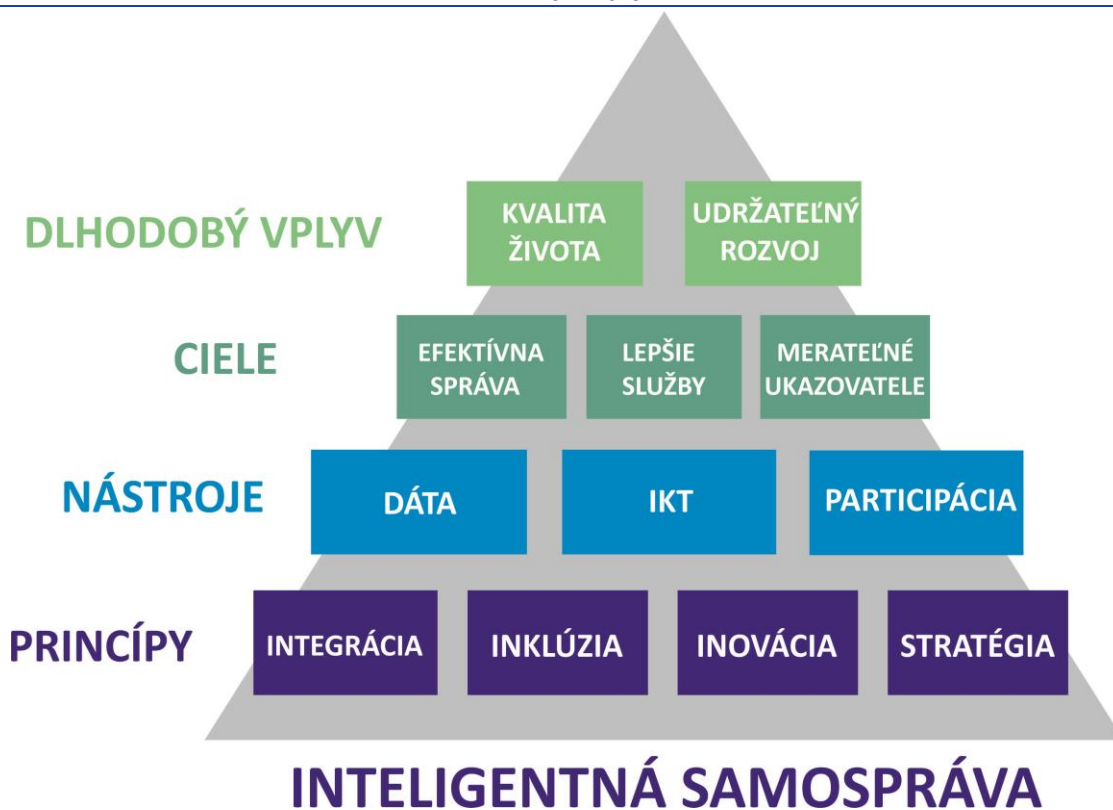 DLHODOBÝ VPLYV
KVALITA
ŽIVOTA
UDRŽATEĽNÝ
ROZVOJ
CIELE
EFEKTÍVNA
SPRÁVA
LEPŠIE
SLUŽBY
MERATEĽNÉ
UKAZOVATELE
NÁSTROJE
DÁTA
IKT
PARTICIPÁCIA
PRINCÍPY
INTEGRÁCIA
INKLÚZIA
INOVÁCIA
STRATÉGIA
INTELIGENTNÁ SAMOSPRÁVA